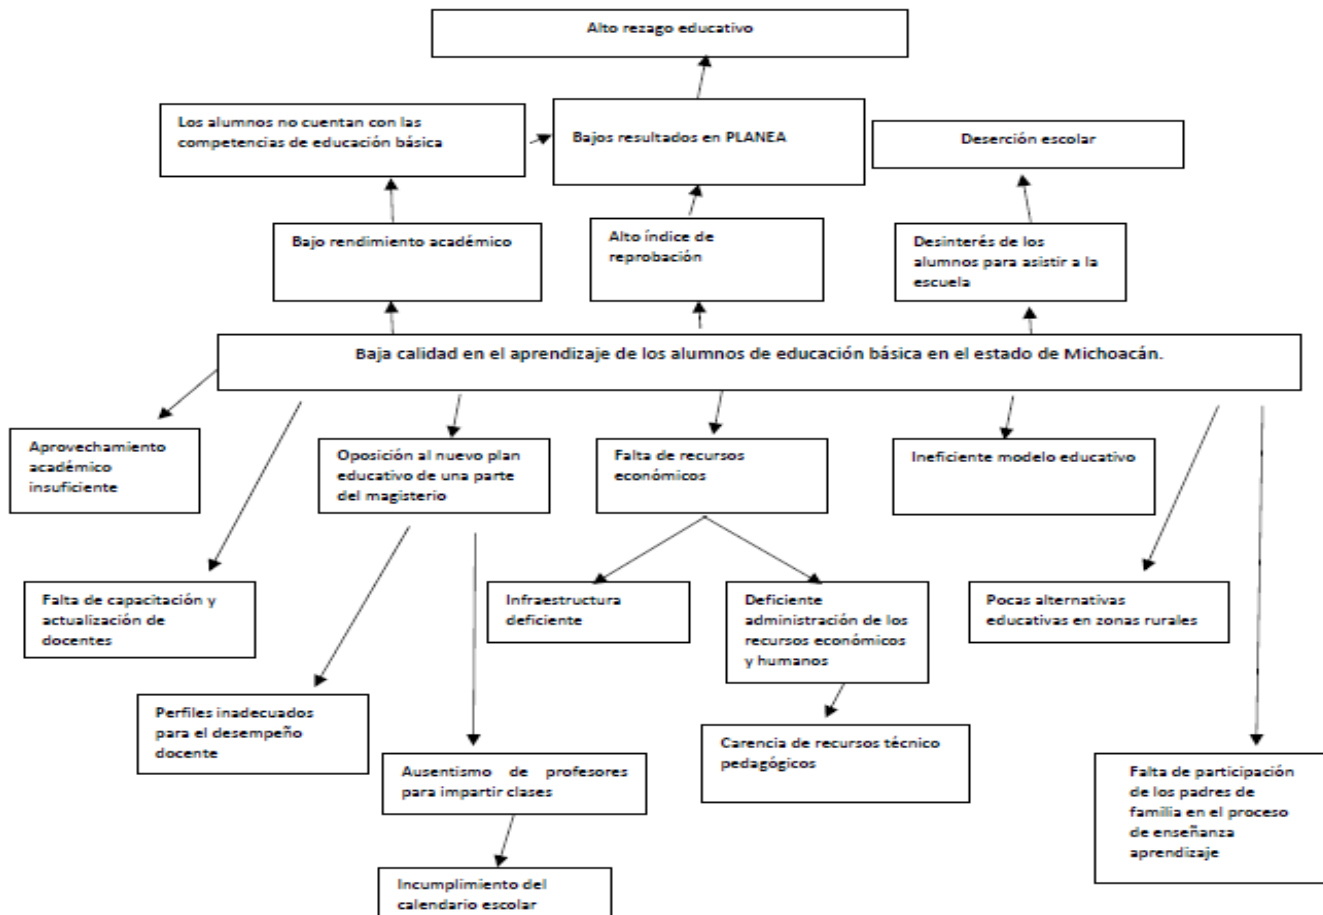 Alto rezago educativo
Los alumnos no cuentan con las
competencias de educación básica
Bajos resultados en PLANEA
Deserción escolar
Bajo rendimiento académico
Alto índice de
reprobación
Desinterés de los
alumnos para asistir a la
escuela
Baja calidad en el aprendizaje de los alumnos de educación básica en el estado de Michoacán.
Aprovechamiento
académico
insuficiente
Oposición al nuevo plan
educativo de una parte
del magisterio
Falta de recursos
económicos
Ineficiente modelo educativo
Falta de capacitación y
actualización de
docentes
Infraestructura
deficiente
Deficiente
administración de los
recursos económicos
y humanos
Pocas alternativas
educativas en zonas rurales
Perfiles inadecuados
para el desempeño
docente
Carencia de recursos técnico
pedagógicos
Ausentismo de profesores
para impartir clases
Falta de participación
de los padres de
familia en el proceso
de enseñanza
aprendizaje
Incumplimiento del
calendario escolar